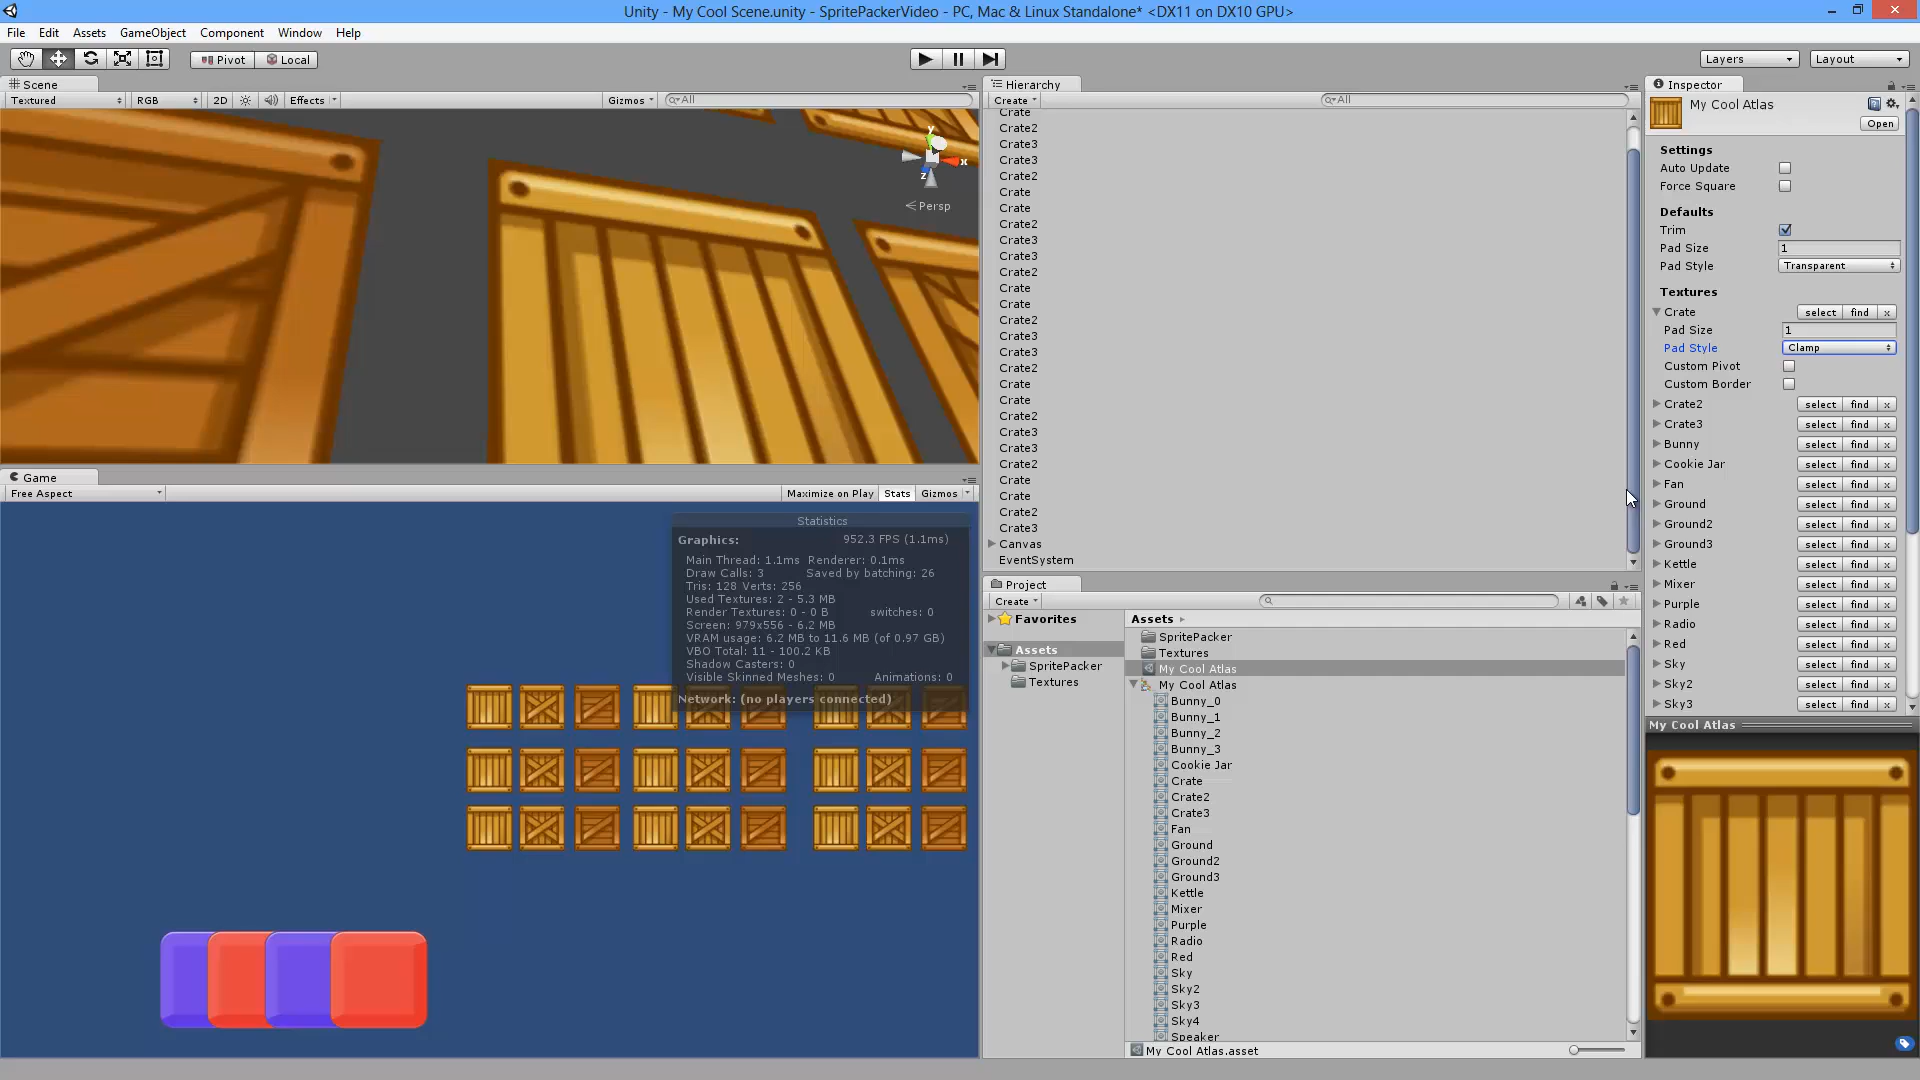 Unity - My Cool Scene.unity - SpritePackerVideo - PC, Mac & Linux Standalone* <DX11 on DX10 GPU>
File Edit Assets GameObject Component Window Help
Pivot Local Layers Layout
Scene
Textured RGB 2D Effects Gizmos All
y
x
z
Persp
Game
Free Aspect Maximize on Play Stats Gizmos
Statistics
Graphics: 952.3 FPS (1.1ms)
Main Thread: 1.1ms Renderer: 0.1ms
Draw Calls: 3 Saved by batching: 26
Tris: 128 Verts: 256
Used Textures: 2 - 5.3 MB
Render Textures: 0 - 0 B switches: 0
Screen: 979x556 - 6.2 MB
VRAM usage: 6.2 MB to 11.6 MB (of 0.97 GB)
VBO Total: 11 - 100.2 KB
Shadow Casters: 0
Visible Skinned Meshes: 0 Animations: 0
Network: (no players connected)
Hierarchy
Create All
Crate
Crate2
Crate3
Crate3
Crate2
Crate
Crate
Crate2
Crate3
Crate3
Crate2
Crate
Crate
Crate2
Crate3
Crate3
Crate2
Crate
Crate
Crate2
Crate3
Crate3
Crate2
Crate
Crate
Crate2
Crate3
Canvas
EventSystem
Project
Create
Favorites
Assets
SpritePacker
Textures
Assets
SpritePacker
Textures
My Cool Atlas
My Cool Atlas
Bunny_0
Bunny_1
Bunny_2
Bunny_3
Cookie Jar
Crate
Crate2
Crate3
Fan
Ground
Ground2
Ground3
Kettle
Mixer
Purple
Radio
Red
Sky
Sky2
Sky3
Sky4
Speaker
My Cool Atlas.asset
Inspector
My Cool Atlas
Open
Settings
Auto Update
Force Square
Defaults
Trim
Pad Size 1
Pad Style Transparent
Textures
Crate select find x
Pad Size 1
Pad Style Clamp
Custom Pivot
Custom Border
Crate2 select find x
Crate3 select find x
Bunny select find x
Cookie Jar select find x
Fan select find x
Ground select find x
Ground2 select find x
Ground3 select find x
Kettle select find x
Mixer select find x
Purple select find x
Radio select find x
Red select find x
Sky select find x
Sky2 select find x
Sky3 select find x
My Cool Atlas